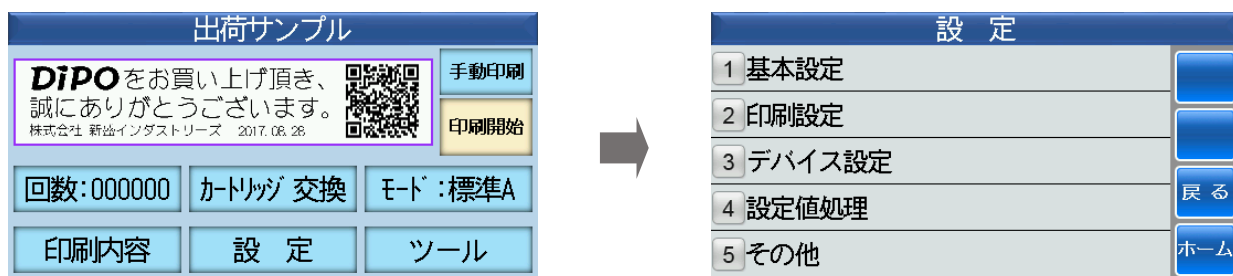 出荷サンプル
DiPOをお買い上げ頂き、
誠にありがとうございます。
株式会社 新盛インダストリーズ 2017.08.28
手動印刷
印刷開始
回数:000000
カートリッジ 交換
モード:標準A
印刷内容
設 定
ツール
設 定
1 基本設定
2 印刷設定
3 デバイス設定
4 設定値処理
5 その他
戻 る
ホーム